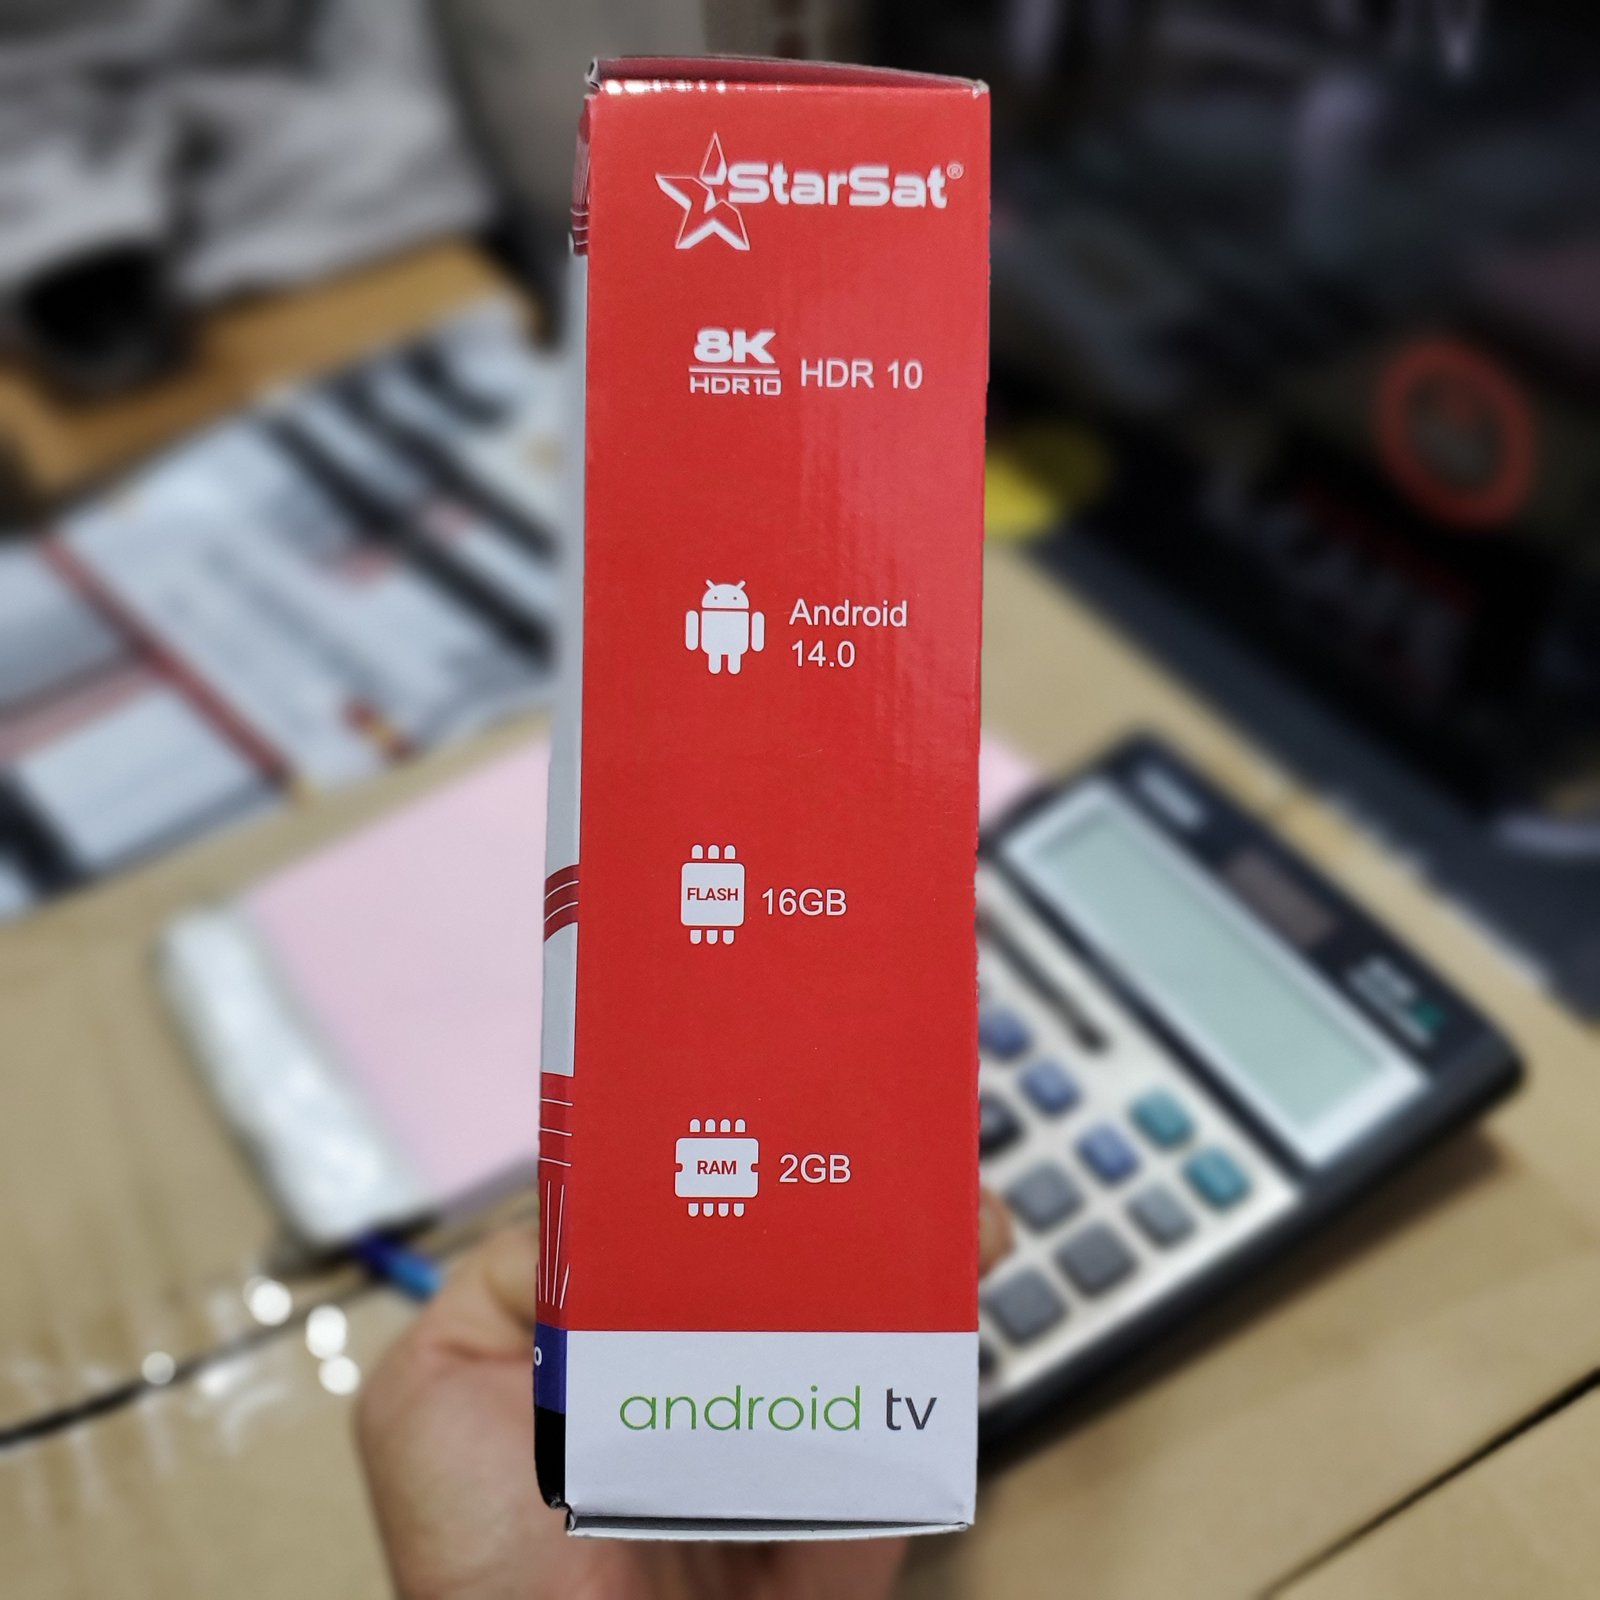 StarSat®
8K
HDR10
HDR 10
Android
14.0
FLASH
16GB
RAM
2GB
android tv